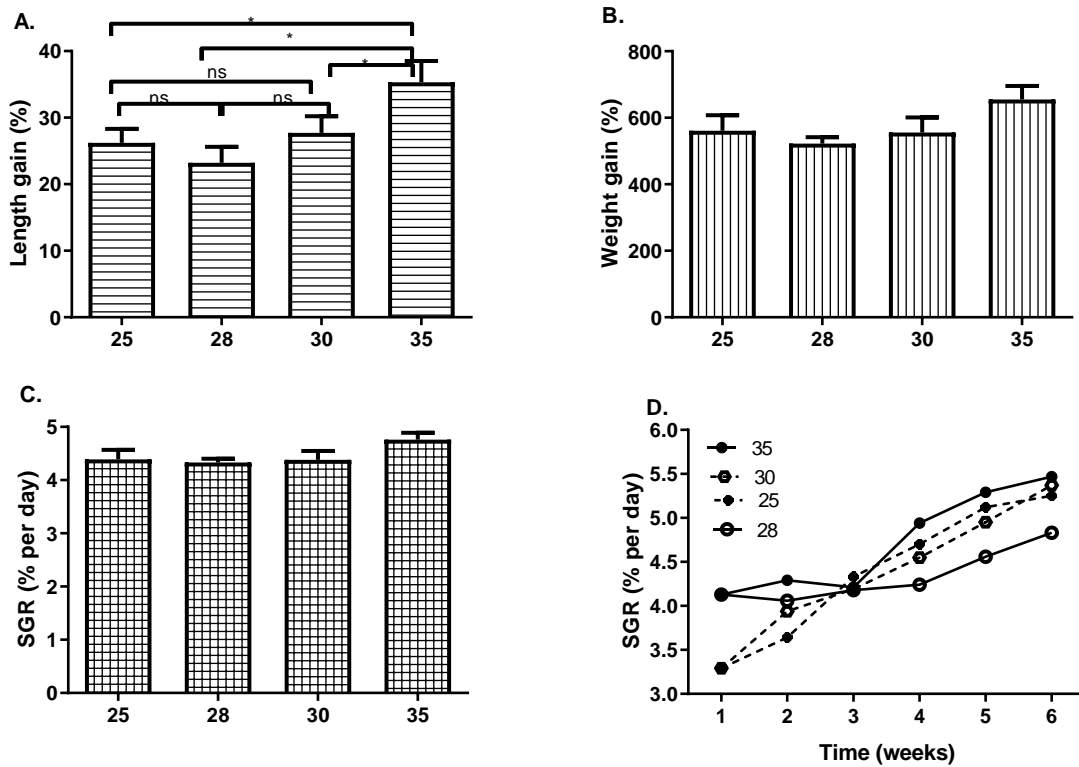 A.
*
*
*
ns
ns
ns
40
30
20
10
0
Length gain (%)
25 28 30 35
B.
800
600
400
200
0
Weight gain (%)
25 28 30 35
C.
5
4
3
2
1
0
SGR (% per day)
25 28 30 35
D.
6.0
5.5
5.0
4.5
4.0
3.5
3.0
SGR (% per day)
35
30
25
28
1 2 3 4 5 6
Time (weeks)